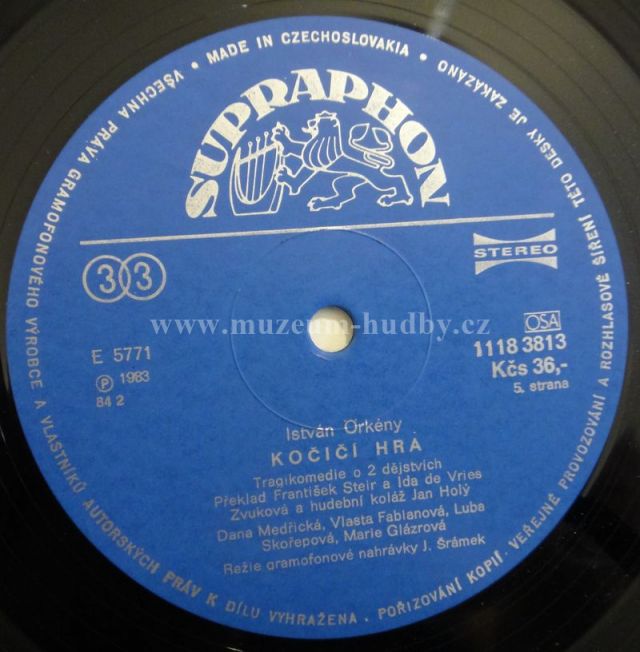 VŠECHNA PRÁVA GRAMOFONOVÉHO VÝROBCE A VLASTNÍKŮ AUTORSKÝCH PRÁV K DÍLU VYHRAŽENA · POŘIZOVÁNÍ KOPIÍ · VEŘEJNÉ PROVOZOVÁNÍ A ROZHLASOVÉ ŠÍŘENÍ TÉTO DESKY JE ZAKÁZÁNO · MADE IN CZECHOSLOVAKIA ·
SUPRAPHON
33
STEREO
www.muzeum-hudby.cz
OSA
E 5771
1118 3813
Ⓟ 1983
Kčs 36,-
84 2
5. strana
István Örkény
KOČIČÍ HRA
Tragikomedie o 2 dějstvích
Překlad František Steir a Ida de Vries
Zvuková a hudební koláž Jan Holý
Dana Medřická, Vlasta Fabianová, Luba
Skořepová, Marie Glázrová
Režie gramofonové nahrávky J. Šrámek